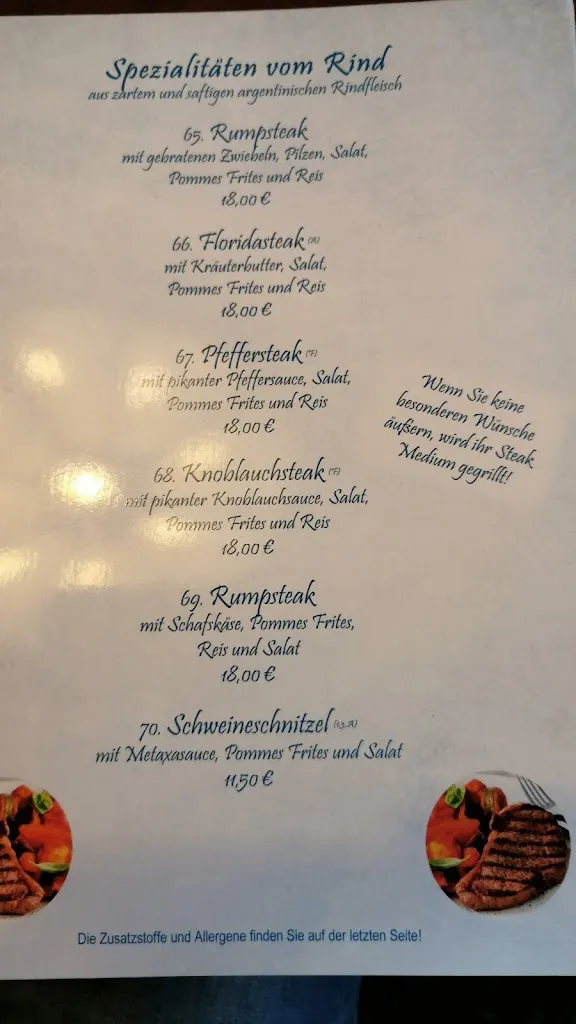 Spezialitäten vom Rind
aus zartem und saftigen argentinischen Rindfleisch
65. Rumpsteak
mit gebratenen Zwiebeln, Pilzen, Salat,
Pommes Frites und Reis
18,00 €
66. Floridasteak (A)
mit Kräuterbutter, Salat,
Pommes Frites und Reis
18,00 €
67. Pfeffersteak (F)
mit pikanter Pfeffersauce, Salat,
Pommes Frites und Reis
18,00 €
68. Knoblauchsteak (F)
mit pikanter Knoblauchsauce, Salat,
Pommes Frites und Reis
18,00 €
Wenn Sie keine
besonderen Wünsche
äußern, wird ihr Steak
Medium gegrillt!
69. Rumpsteak
mit Schafskäse, Pommes Frites,
Reis und Salat
18,00 €
70. Schweineschnitzel
mit Metaxasauce, Pommes Frites und Salat
11,50 €
Die Zusatzstoffe und Allergene finden Sie auf der letzten Seite!